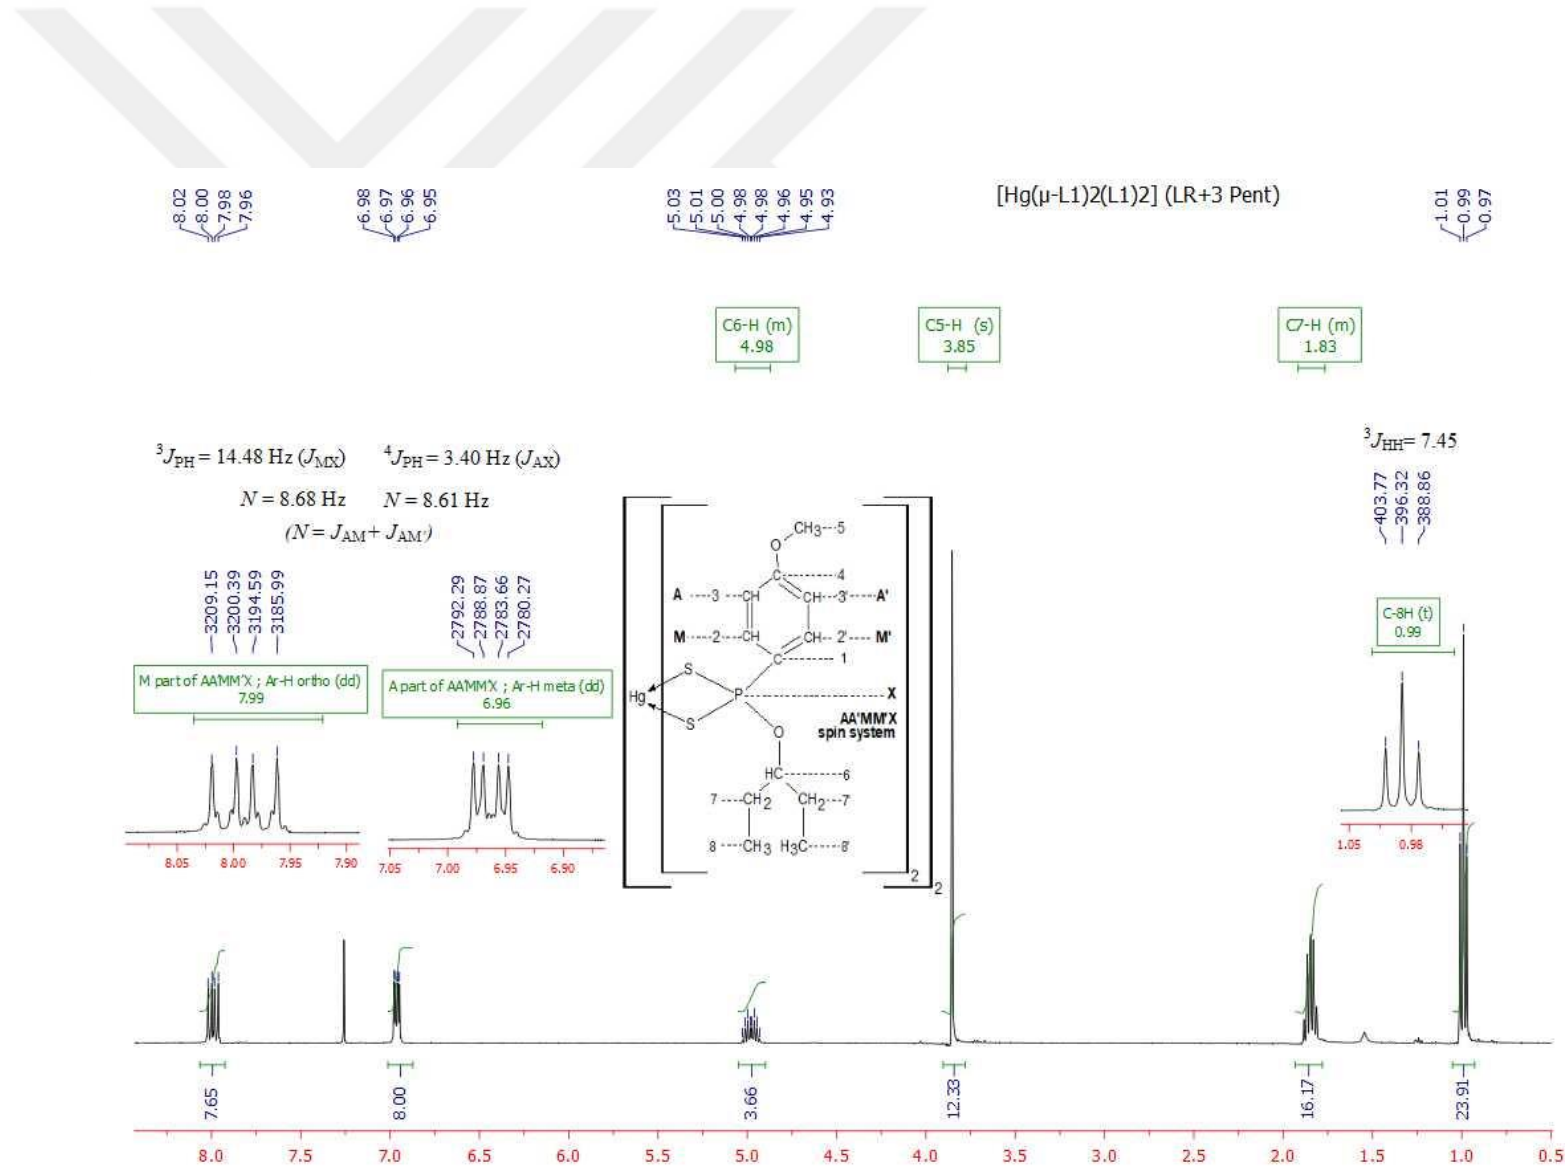 8.02
8.00
7.98
7.96
6.98
6.97
6.96
6.95
5.03
5.01
5.00
4.98
4.98
4.96
4.95
4.93
[Hg(μ-L1)2(L1)2] (LR+3 Pent)
1.01
0.99
0.97
C6-H (m)
4.98
C5-H (s)
3.85
C7-H (m)
1.83
³J_PH = 14.48 Hz (J_MX) ⁴J_PH = 3.40 Hz (J_AX)
N = 8.68 Hz N = 8.61 Hz
(N = J_AM + J_AM')
³J_HH = 7.45
403.77
396.32
388.86
3209.15
3200.39
3194.59
3185.99
2792.29
2788.87
2783.66
2780.27
M part of AA'MM'X ; Ar-H ortho (dd)
7.99
A part of AA'MM'X ; Ar-H meta (dd)
6.96
C-8H (t)
0.99
8.05 8.00 7.95 7.90
7.05 7.00 6.95 6.90
1.05 0.98
CH3 5
O
C 4
A 3 CH CH 3' A'
M 2 CH CH 2' M'
C 1
S
Hg P X
S
AA'MM'X
spin system
O
HC 6
7 CH2 CH2 7'
8 CH3 H3C 8'
2
2
7.65
8.00
3.66
12.33
16.17
23.91
8.0 7.5 7.0 6.5 6.0 5.5 5.0 4.5 4.0 3.5 3.0 2.5 2.0 1.5 1.0 0.5